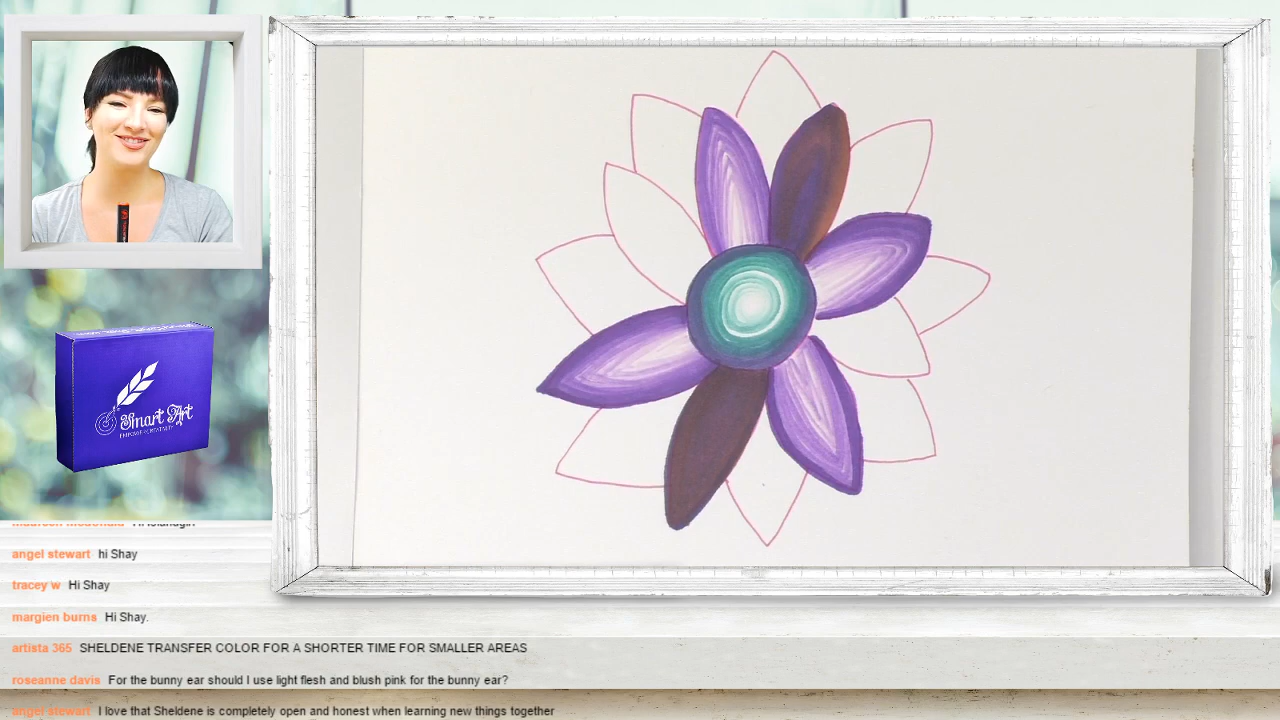 Smart Art
EMPOWER CREATIVITY
angel stewart hi Shay
tracey w Hi Shay
margien burns Hi Shay.
artista 365 SHELDENE TRANSFER COLOR FOR A SHORTER TIME FOR SMALLER AREAS
roseanne davis For the bunny ear should I use light flesh and blush pink for the bunny ear?
angel stewart I love that Sheldene is completely open and honest when learning new things together